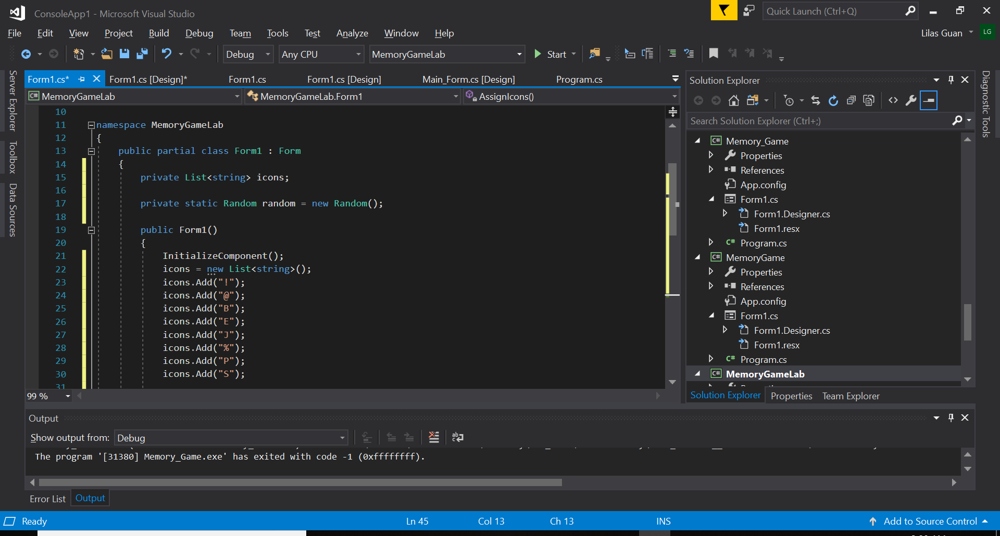 ConsoleApp1 - Microsoft Visual Studio
Quick Launch (Ctrl+Q)
File Edit View Project Build Debug Team Tools Test Analyze Window Help
Lilas Guan LG
Debug Any CPU MemoryGameLab Start
Server Explorer
Toolbox
Data Sources
Form1.cs* Form1.cs [Design]* Form1.cs Form1.cs [Design] Main_Form.cs [Design] Program.cs
C# MemoryGameLab MemoryGameLab.Form1 AssignIcons()
10
11 namespace MemoryGameLab
12 {
13 public partial class Form1 : Form
14 {
15 private List<string> icons;
16
17 private static Random random = new Random();
18
19 public Form1()
20 {
21 InitializeComponent();
22 icons = new List<string>();
23 icons.Add("!");
24 icons.Add("@");
25 icons.Add("B");
26 icons.Add("E");
27 icons.Add("J");
28 icons.Add("%");
29 icons.Add("P");
30 icons.Add("S");
31
99 %
Solution Explorer
Search Solution Explorer (Ctrl+;)
C# Memory_Game
Properties
References
App.config
Form1.cs
Form1.Designer.cs
Form1.resx
C# Program.cs
C# MemoryGame
Properties
References
App.config
Form1.cs
Form1.Designer.cs
Form1.resx
C# Program.cs
C# MemoryGameLab
Solution Explorer Properties Team Explorer
Diagnostic Tools
Output
Show output from: Debug
The program '[31380] Memory_Game.exe' has exited with code -1 (0xffffffff).
Error List Output
Ready Ln 45 Col 13 Ch 13 INS Add to Source Control